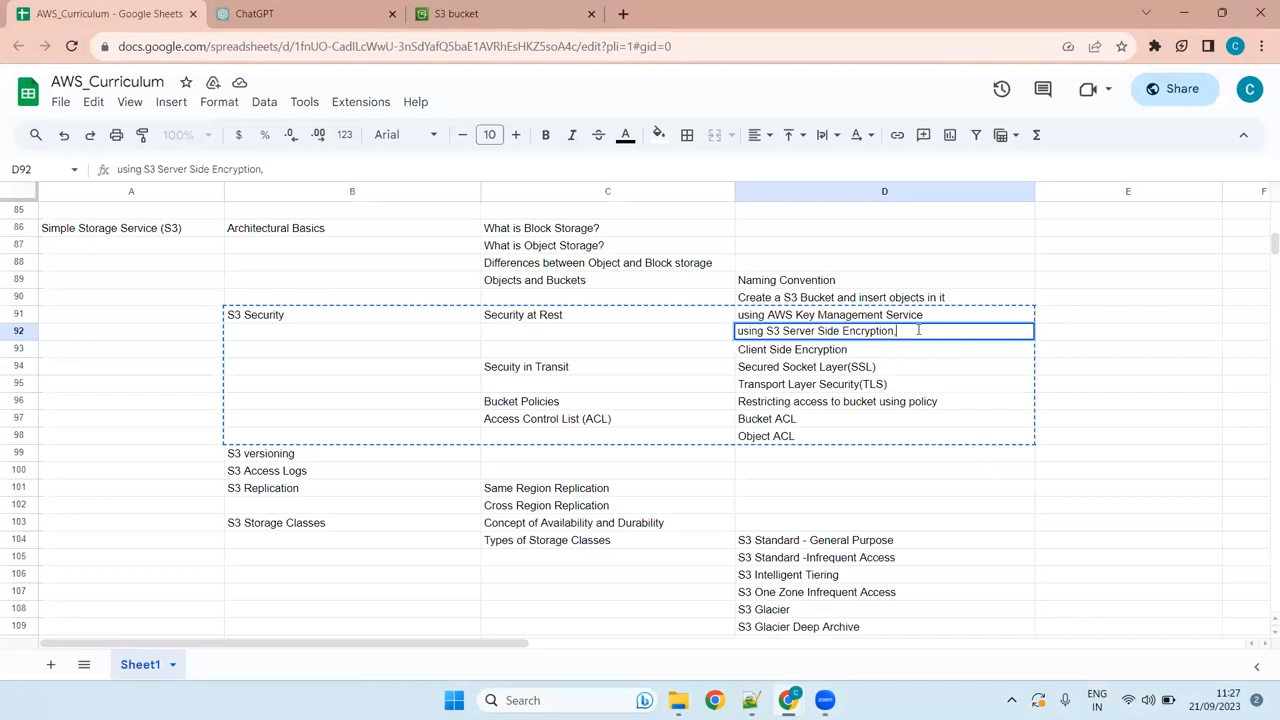 AWS_Curriculum - Google Sheets
ChatGPT
S3 bucket
docs.google.com/spreadsheets/d/1fnUO-CadILcWwU-3nSdYafQ5baE1AVRhEsHKZ5soA4c/edit?pli=1#gid=0
C
AWS_Curriculum
File Edit View Insert Format Data Tools Extensions Help
Share
C
100% $ % .0 .00 123 Arial 10 B I S A
D92 fx using S3 Server Side Encryption,
A B C D E F
85
86 Simple Storage Service (S3) Architectural Basics What is Block Storage?
87 What is Object Storage?
88 Differences between Object and Block storage
89 Objects and Buckets Naming Convention
90 Create a S3 Bucket and insert objects in it
91 S3 Security Security at Rest using AWS Key Management Service
92 using S3 Server Side Encryption,
93 Client Side Encryption
94 Secuity in Transit Secured Socket Layer(SSL)
95 Transport Layer Security(TLS)
96 Bucket Policies Restricting access to bucket using policy
97 Access Control List (ACL) Bucket ACL
98 Object ACL
99 S3 versioning
100 S3 Access Logs
101 S3 Replication Same Region Replication
102 Cross Region Replication
103 S3 Storage Classes Concept of Availability and Durability
104 Types of Storage Classes S3 Standard - General Purpose
105 S3 Standard -Infrequent Access
106 S3 Intelligent Tiering
107 S3 One Zone Infrequent Access
108 S3 Glacier
109 S3 Glacier Deep Archive
Sheet1
Search
zoom
ENG
IN
11:27
21/09/2023
2